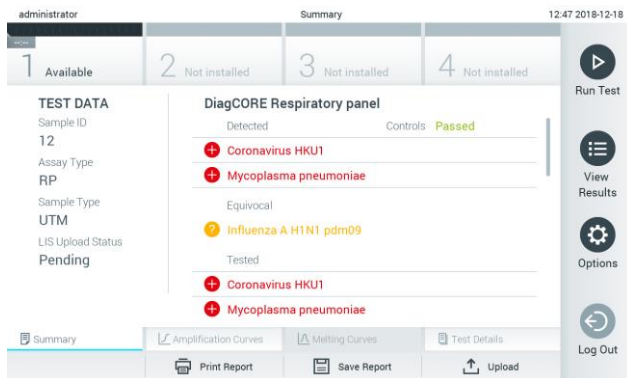 administrator Summary 12:47 2018-12-18
1 Available 2 Not installed 3 Not installed 4 Not installed
Run Test
TEST DATA
Sample ID
12
Assay Type
RP
Sample Type
UTM
LIS Upload Status
Pending
DiagCORE Respiratory panel
Detected Controls Passed
Coronavirus HKU1
Mycoplasma pneumoniae
Equivocal
? Influenza A H1N1 pdm09
Tested
Coronavirus HKU1
Mycoplasma pneumoniae
View
Results
Options
Log Out
Summary Amplification Curves Melting Curves Test Details
Print Report Save Report Upload